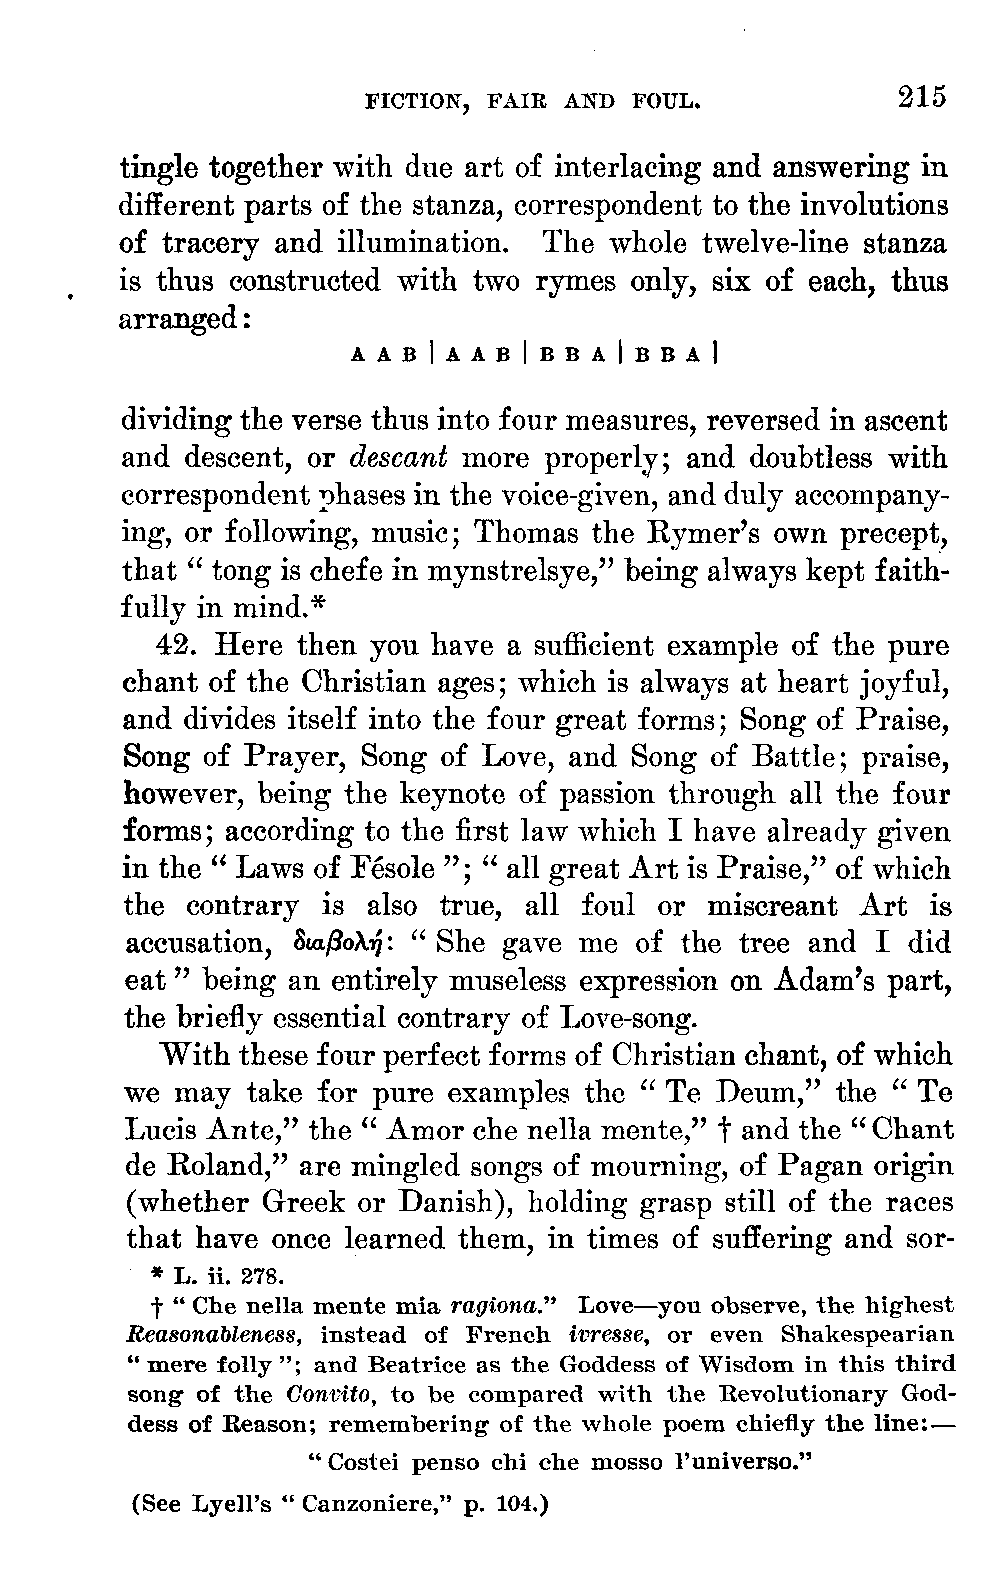 FICTION, FAIR AND FOUL. 215
tingle together with due art of interlacing and answering in
different parts of the stanza, correspondent to the involutions
of tracery and illumination. The whole twelve-line stanza
is thus constructed with two rymes only, six of each, thus
arranged:
A A B | A A B | B B A | B B A |
dividing the verse thus into four measures, reversed in ascent
and descent, or descant more properly; and doubtless with
correspondent phases in the voice-given, and duly accompany-
ing, or following, music; Thomas the Rymer's own precept,
that “ tong is chefe in mynstrelsye,” being always kept faith-
fully in mind.*
42. Here then you have a sufficient example of the pure
chant of the Christian ages; which is always at heart joyful,
and divides itself into the four great forms; Song of Praise,
Song of Prayer, Song of Love, and Song of Battle; praise,
however, being the keynote of passion through all the four
forms; according to the first law which I have already given
in the “ Laws of Fésole ”; “ all great Art is Praise,” of which
the contrary is also true, all foul or miscreant Art is
accusation, διαβολή: “ She gave me of the tree and I did
eat ” being an entirely museless expression on Adam's part,
the briefly essential contrary of Love-song.
With these four perfect forms of Christian chant, of which
we may take for pure examples the “ Te Deum,” the “ Te
Lucis Ante,” the “ Amor che nella mente,” † and the “ Chant
de Roland,” are mingled songs of mourning, of Pagan origin
(whether Greek or Danish), holding grasp still of the races
that have once learned them, in times of suffering and sor-
* L. ii. 278.
† “ Che nella mente mia ragiona.” Love—you observe, the highest
Reasonableness, instead of French ivresse, or even Shakespearian
“ mere folly ”; and Beatrice as the Goddess of Wisdom in this third
song of the Convito, to be compared with the Revolutionary God-
dess of Reason; remembering of the whole poem chiefly the line:—
“ Costei penso chi che mosso l'universo.”
(See Lyell's “ Canzoniere,” p. 104.)